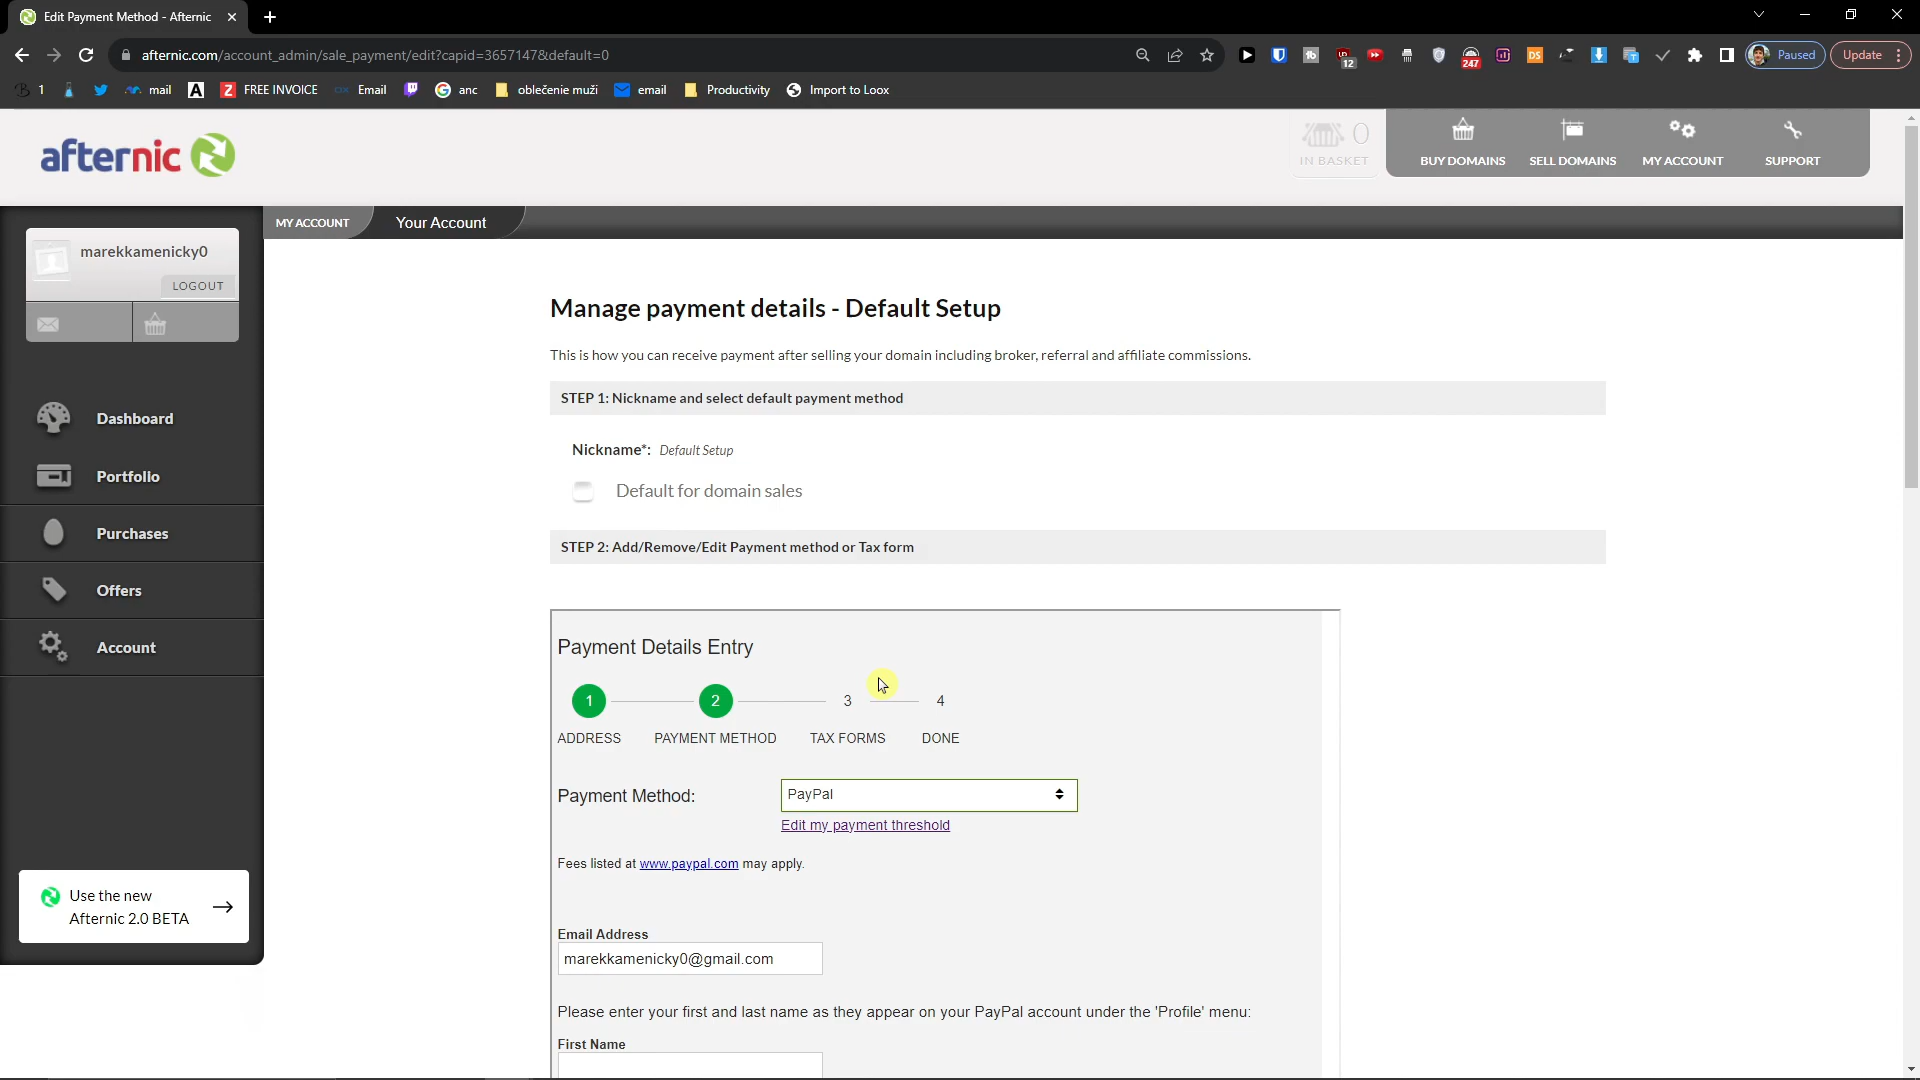 Edit Payment Method - Afternic
afternic.com/account_admin/sale_payment/edit?capid=3657147&default=0
12
247
DS
Paused
Update
1
mail
A
Z
FREE INVOICE
Email
anc
oblečenie muži
email
Productivity
Import to Loox
afternic
0
IN BASKET
BUY DOMAINS
SELL DOMAINS
MY ACCOUNT
SUPPORT
MY ACCOUNT
Your Account
marekkamenicky0
LOGOUT
Dashboard
Portfolio
Purchases
Offers
Account
Use the new
Afternic 2.0 BETA
Manage payment details - Default Setup
This is how you can receive payment after selling your domain including broker, referral and affiliate commissions.
STEP 1: Nickname and select default payment method
Nickname*: Default Setup
Default for domain sales
STEP 2: Add/Remove/Edit Payment method or Tax form
Payment Details Entry
1 2 3 4
ADDRESS PAYMENT METHOD TAX FORMS DONE
Payment Method: PayPal
Edit my payment threshold
Fees listed at www.paypal.com may apply.
Email Address
marekkamenicky0@gmail.com
Please enter your first and last name as they appear on your PayPal account under the 'Profile' menu:
First Name